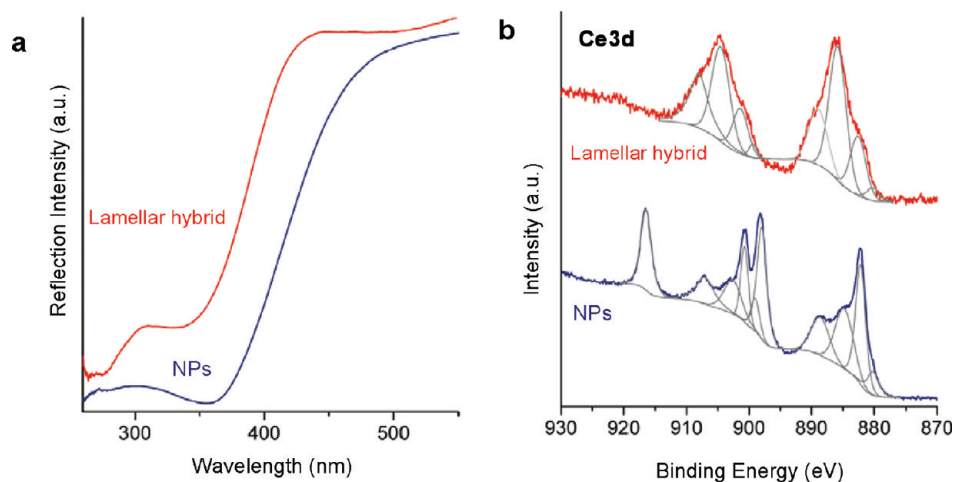 a
Reflection Intensity (a.u.)
Lamellar hybrid
NPs
300
400
500
Wavelength (nm)
b
Ce3d
Intensity (a.u.)
Lamellar hybrid
NPs
930
920
910
900
890
880
870
Binding Energy (eV)